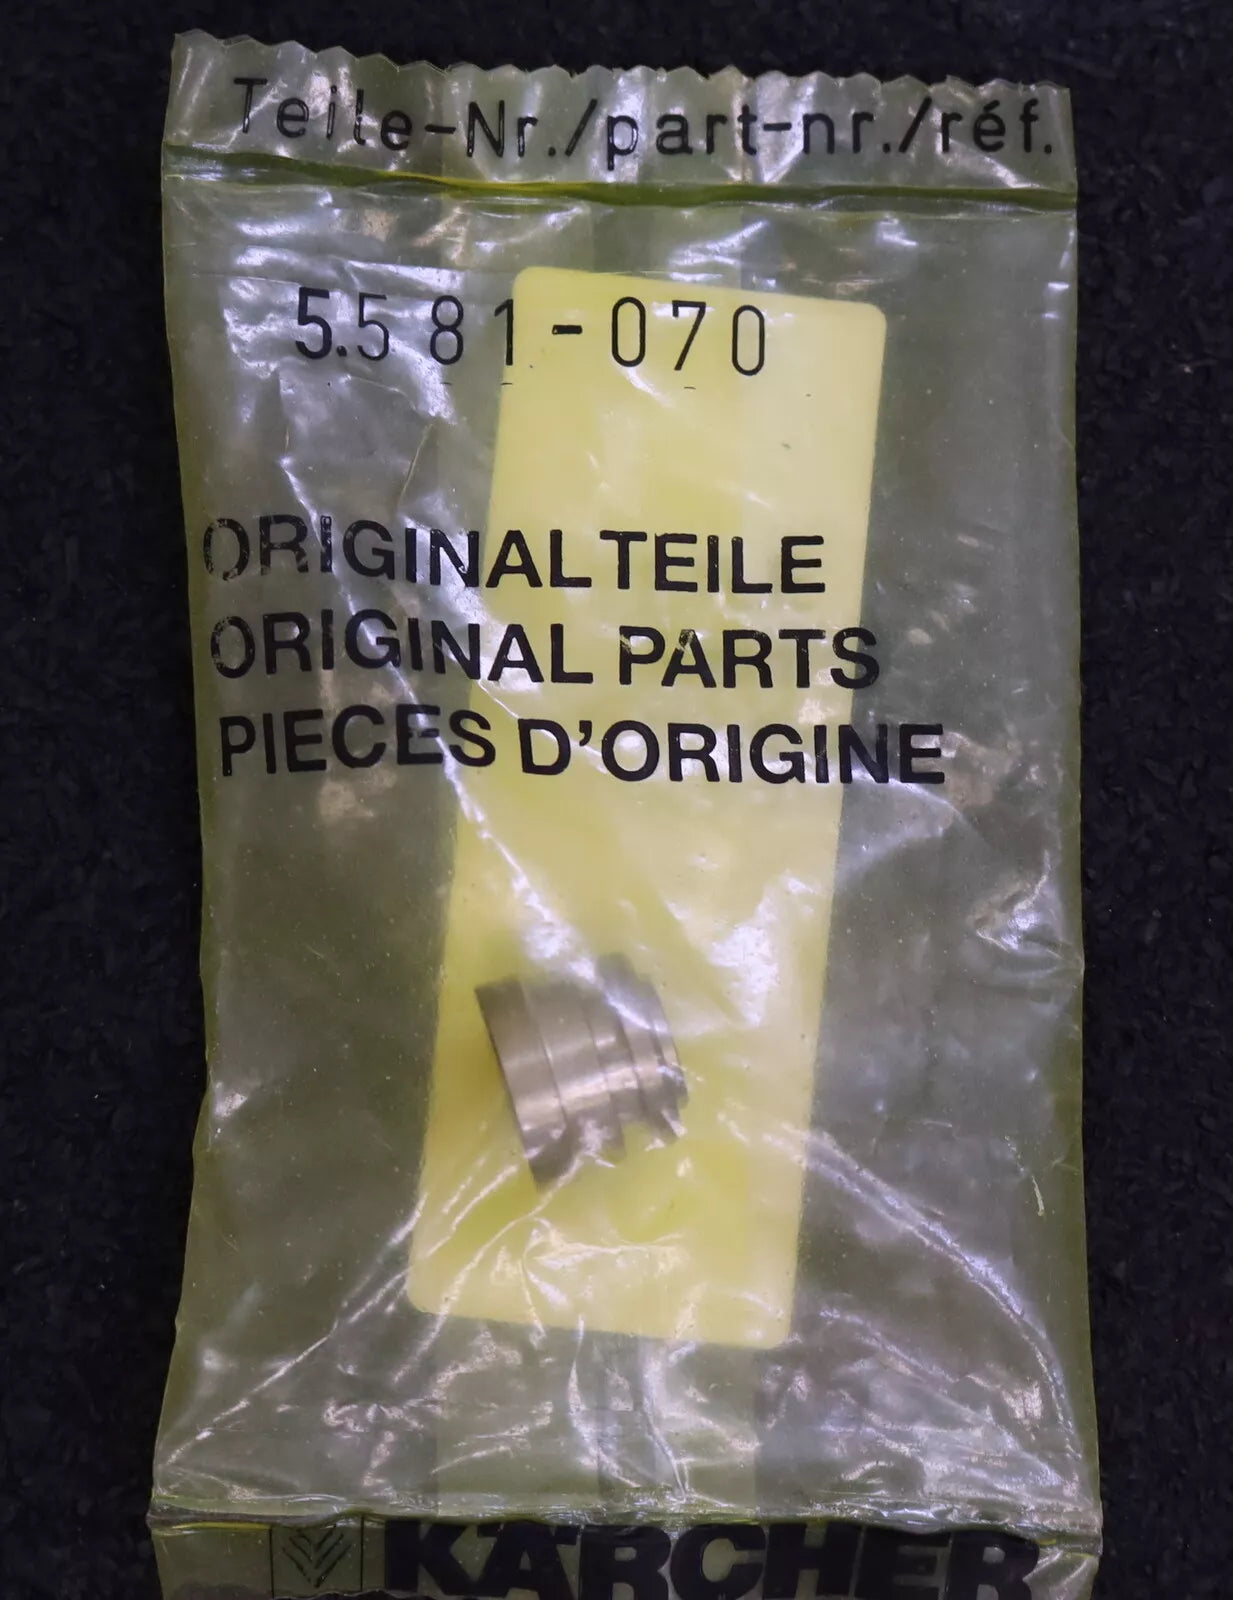 Teile-Nr./part-nr./réf.
5.581-070
ORIGINALTEILE
ORIGINAL PARTS
PIECES D'ORIGINE
KÄRCHER